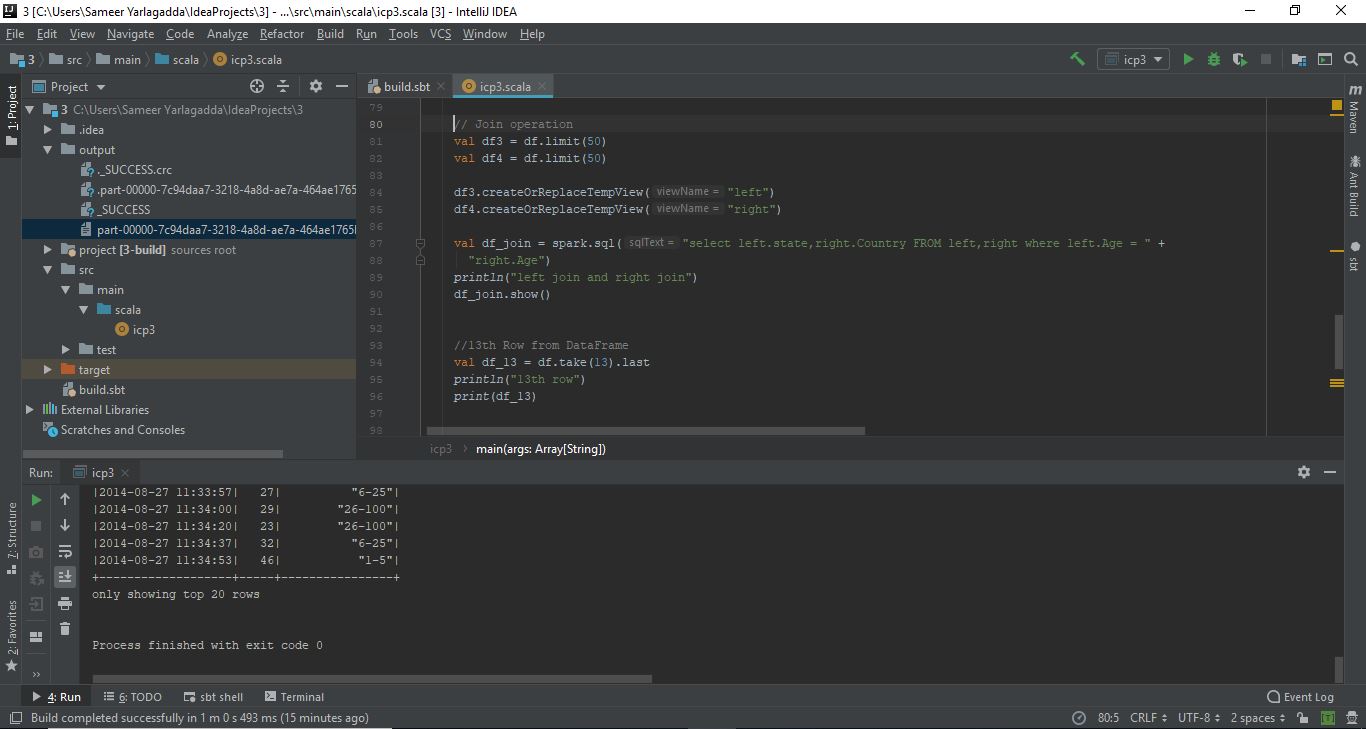 3 [C:\Users\Sameer Yarlagadda\IdeaProjects\3] - ...\src\main\scala\icp3.scala [3] - IntelliJ IDEA
File Edit View Navigate Code Analyze Refactor Build Run Tools VCS Window Help
3 src main scala icp3.scala
icp3
1: Project
Project
3 C:\Users\Sameer Yarlagadda\IdeaProjects\3
.idea
output
._SUCCESS.crc
.part-00000-7c94daa7-3218-4a8d-ae7a-464ae1765
_SUCCESS
part-00000-7c94daa7-3218-4a8d-ae7a-464ae1765
project [3-build] sources root
src
main
scala
icp3
test
target
build.sbt
External Libraries
Scratches and Consoles
build.sbt icp3.scala
79
80 // Join operation
81 val df3 = df.limit(50)
82 val df4 = df.limit(50)
83
84 df3.createOrReplaceTempView( viewName = "left")
85 df4.createOrReplaceTempView( viewName = "right")
86
87 val df_join = spark.sql( sqlText = "select left.state,right.Country FROM left,right where left.Age = " +
88 "right.Age")
89 println("left join and right join")
90 df_join.show()
91
92
93 //13th Row from DataFrame
94 val df_13 = df.take(13).last
95 println("13th row")
96 print(df_13)
97
98
icp3 main(args: Array[String])
m Maven
Ant Build
sbt
Run: icp3
7: Structure
2: Favorites
|2014-08-27 11:33:57| 27| "6-25"|
|2014-08-27 11:34:00| 29| "26-100"|
|2014-08-27 11:34:20| 23| "26-100"|
|2014-08-27 11:34:37| 32| "6-25"|
|2014-08-27 11:34:53| 46| "1-5"|
+-------------------+-----+----------------+
only showing top 20 rows
Process finished with exit code 0
4: Run 6: TODO sbt shell Terminal Event Log
Build completed successfully in 1 m 0 s 493 ms (15 minutes ago) 80:5 CRLF UTF-8 2 spaces